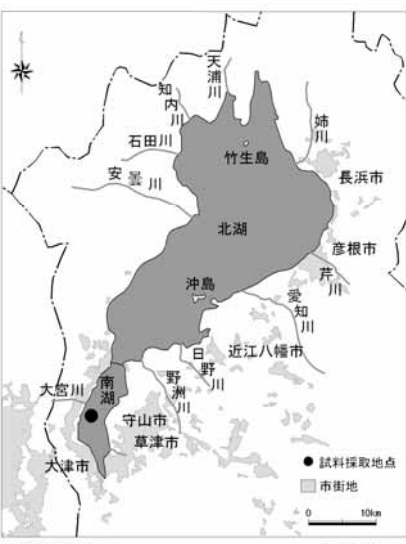 天浦川
知内川
姉川
石田川
竹生島
安曇川
長浜市
北湖
彦根市
芹川
沖島
愛知川
近江八幡市
日野川
野洲川
大宮川
南湖
守山市
草津市
大津市
試料採取地点
市街地
0 10km